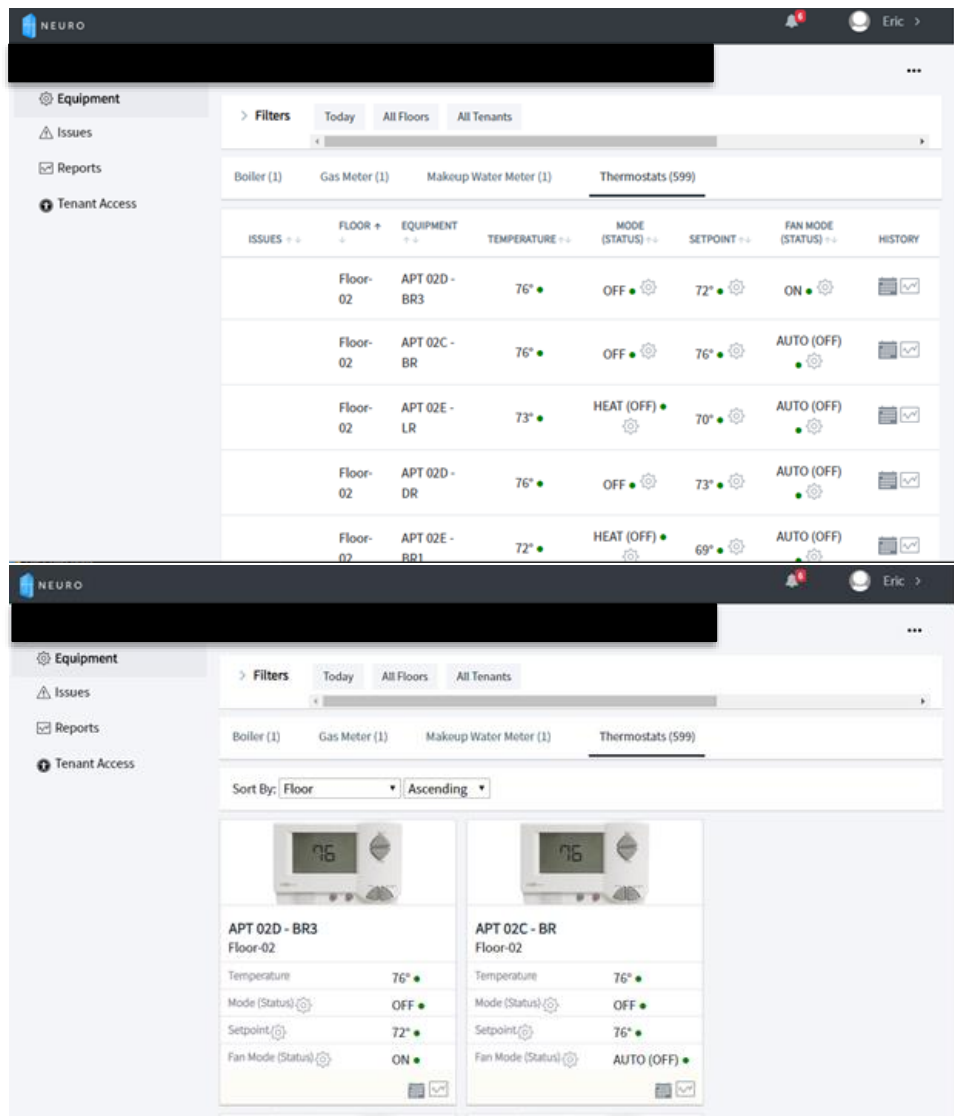 NEURO
6
Eric >
•••
Equipment
Issues
Reports
Tenant Access
> Filters Today All Floors All Tenants
Boiler (1) Gas Meter (1) Makeup Water Meter (1) Thermostats (599)
ISSUES ↑↓ FLOOR ↑↓ EQUIPMENT ↑↓ TEMPERATURE ↑↓ MODE (STATUS) ↑↓ SETPOINT ↑↓ FAN MODE (STATUS) ↑↓ HISTORY
Floor-02 APT 02D - BR3 76° OFF 72° ON
Floor-02 APT 02C - BR 76° OFF 76° AUTO (OFF)
Floor-02 APT 02E - LR 73° HEAT (OFF) 70° AUTO (OFF)
Floor-02 APT 02D - DR 76° OFF 73° AUTO (OFF)
Floor-02 APT 02E - BR1 72° HEAT (OFF) 69° AUTO (OFF)
NEURO
6
Eric >
•••
Equipment
Issues
Reports
Tenant Access
> Filters Today All Floors All Tenants
Boiler (1) Gas Meter (1) Makeup Water Meter (1) Thermostats (599)
Sort By: Floor Ascending
76 76
APT 02D - BR3 APT 02C - BR
Floor-02 Floor-02
Temperature 76° Temperature 76°
Mode (Status) OFF Mode (Status) OFF
Setpoint 72° Setpoint 76°
Fan Mode (Status) ON Fan Mode (Status) AUTO (OFF)